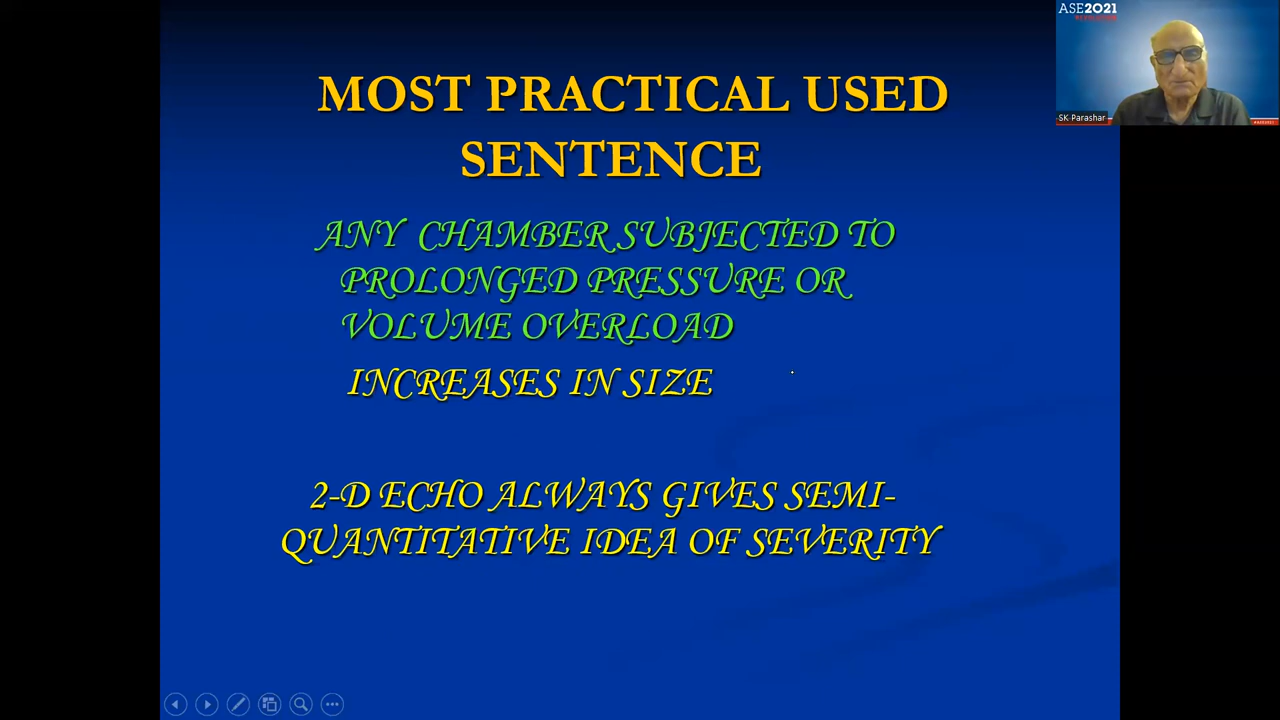 MOST PRACTICAL USED
SENTENCE
ANY CHAMBER SUBJECTED TO
PROLONGED PRESSURE OR
VOLUME OVERLOAD
INCREASES IN SIZE
2-D ECHO ALWAYS GIVES SEMI-
QUANTITATIVE IDEA OF SEVERITY
ASE2021
SK Parashar